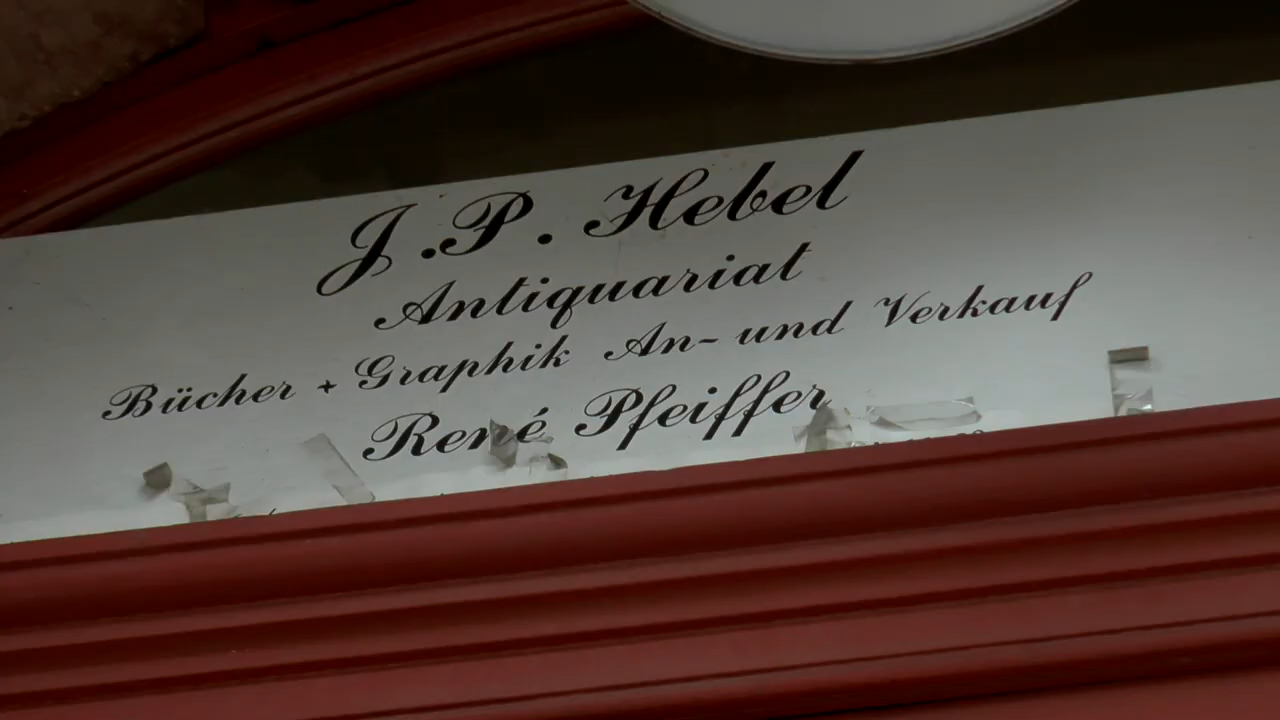 J.P. Hebel
Antiquariat
Bücher + Graphik An- und Verkauf
René Pfeiffer